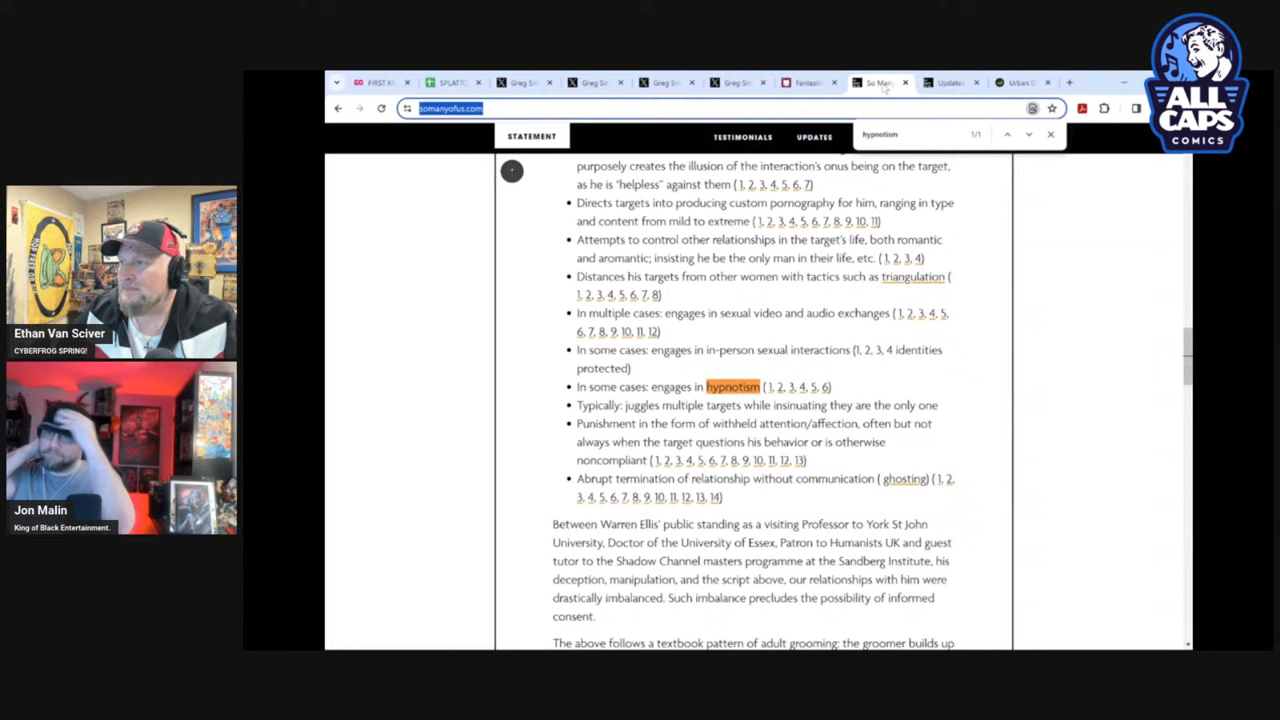 FIRST KI
SPLATTO
Greg Sm
Greg Sm
Greg Sm
Greg Sm
Fantastic
So Man
Updates
Urban D
somanyofus.com
hypnotism 1/1
STATEMENT
TESTIMONIALS
UPDATES
ALL
CAPS
COMICS
purposely creates the illusion of the interaction's onus being on the target,
as he is "helpless" against them ( 1, 2, 3, 4, 5, 6, 7)
• Directs targets into producing custom pornography for him, ranging in type
and content from mild to extreme ( 1, 2, 3, 4, 5, 6, 7, 8, 9, 10, 11)
• Attempts to control other relationships in the target's life, both romantic
and aromantic; insisting he be the only man in their life, etc. ( 1, 2, 3, 4)
• Distances his targets from other women with tactics such as triangulation (
1, 2, 3, 4, 5, 6, 7, 8)
• In multiple cases: engages in sexual video and audio exchanges ( 1, 2, 3, 4, 5,
6, 7, 8, 9, 10, 11, 12)
• In some cases: engages in in-person sexual interactions (1, 2, 3, 4 identities
protected)
• In some cases: engages in hypnotism ( 1, 2, 3, 4, 5, 6)
• Typically: juggles multiple targets while insinuating they are the only one
• Punishment in the form of withheld attention/affection, often but not
always when the target questions his behavior or is otherwise
noncompliant ( 1, 2, 3, 4, 5, 6, 7, 8, 9, 10, 11, 12, 13)
• Abrupt termination of relationship without communication ( ghosting) ( 1, 2,
3, 4, 5, 6, 7, 8, 9, 10, 11, 12, 13, 14)
Between Warren Ellis' public standing as a visiting Professor to York St John
University, Doctor of the University of Essex, Patron to Humanists UK and guest
tutor to the Shadow Channel masters programme at the Sandberg Institute, his
deception, manipulation, and the script above, our relationships with him were
drastically imbalanced. Such imbalance precludes the possibility of informed
consent.
The above follows a textbook pattern of adult grooming: the groomer builds up
Ethan Van Sciver
CYBERFROG SPRING!
Jon Malin
King of Black Entertainment.